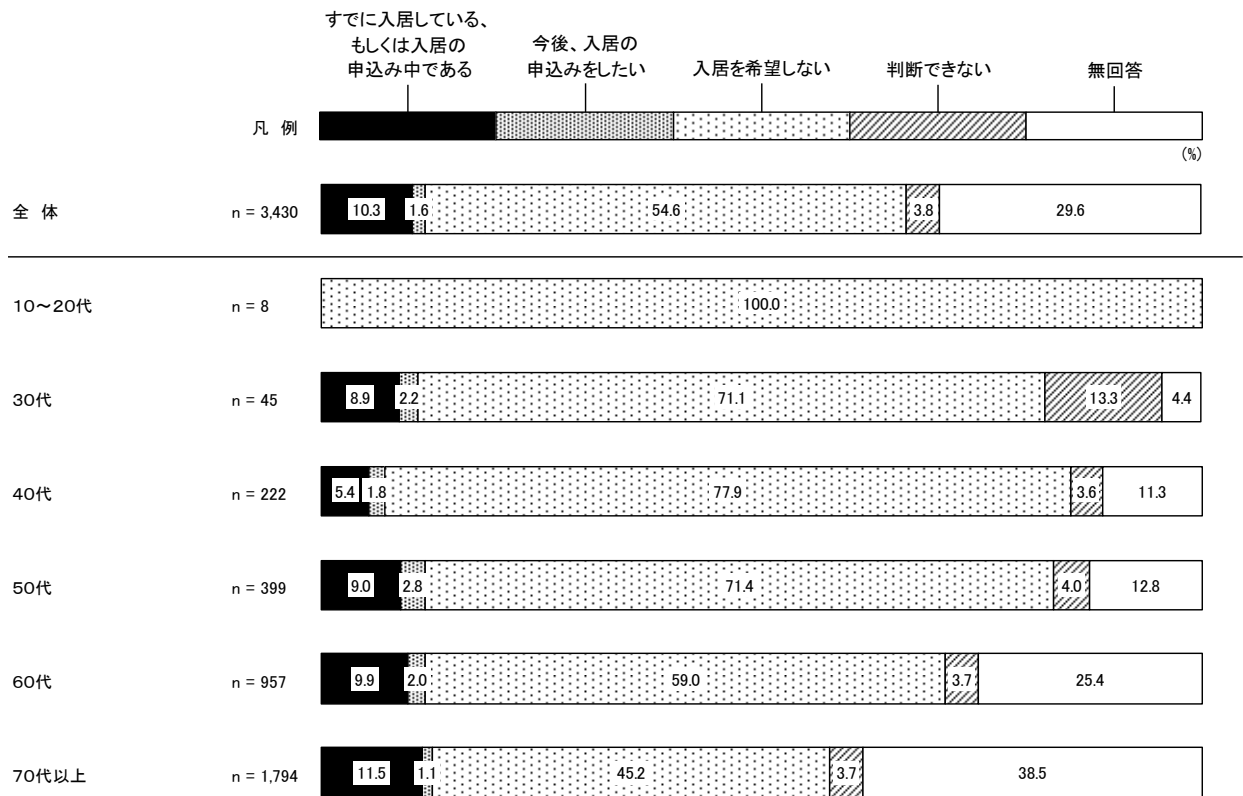 すでに入居している、
もしくは入居の
申込み中である
今後、入居の
申込みをしたい
入居を希望しない
判断できない
無回答
凡 例
(%)
全 体 n = 3,430 10.3 1.6 54.6 3.8 29.6
10～20代 n = 8 100.0
30代 n = 45 8.9 2.2 71.1 13.3 4.4
40代 n = 222 5.4 1.8 77.9 3.6 11.3
50代 n = 399 9.0 2.8 71.4 4.0 12.8
60代 n = 957 9.9 2.0 59.0 3.7 25.4
70代以上 n = 1,794 11.5 1.1 45.2 3.7 38.5